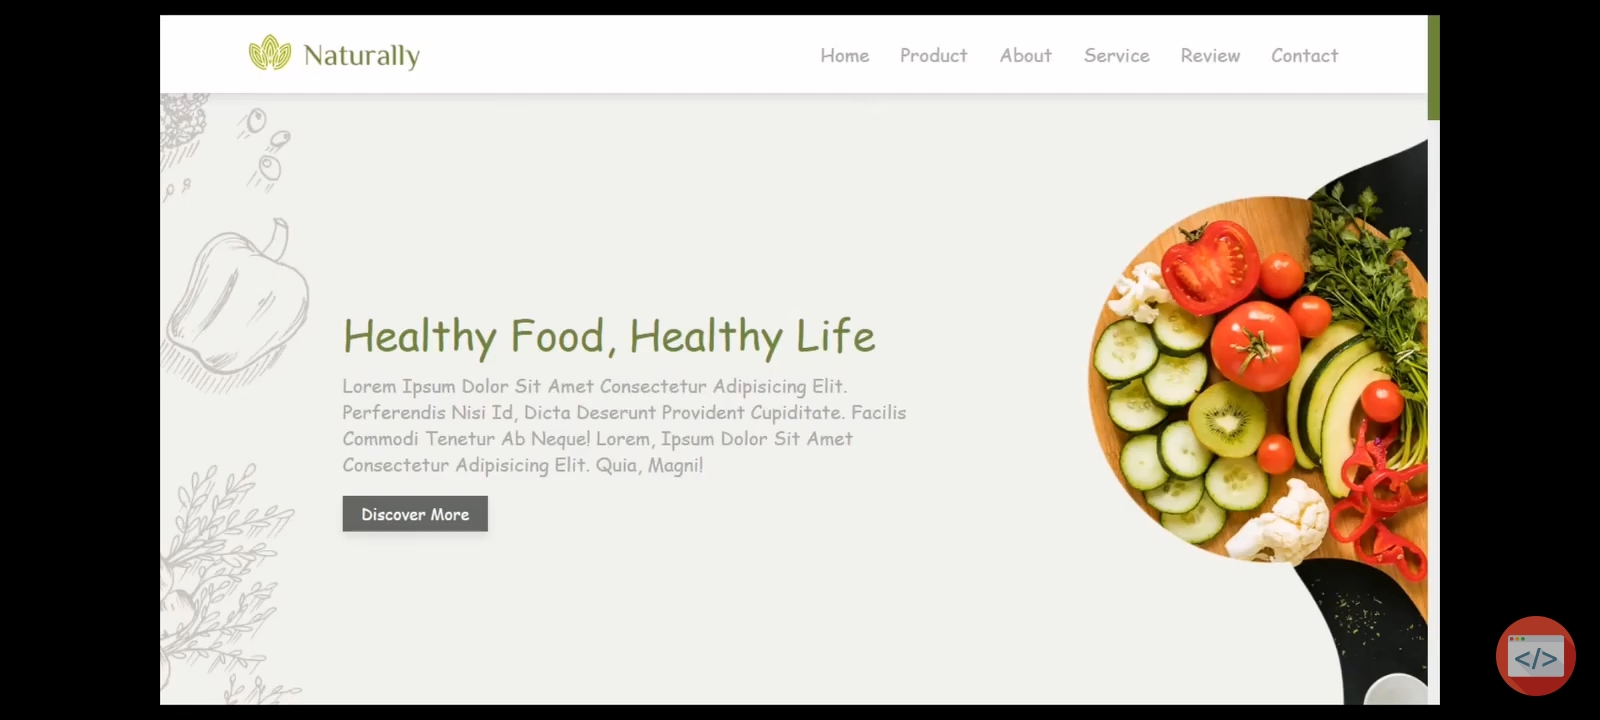 Naturally
Home Product About Service Review Contact
Healthy Food, Healthy Life
Lorem Ipsum Dolor Sit Amet Consectetur Adipisicing Elit.
Perferendis Nisi Id, Dicta Deserunt Provident Cupiditate. Facilis
Commodi Tenetur Ab Neque! Lorem, Ipsum Dolor Sit Amet
Consectetur Adipisicing Elit. Quia, Magni!
Discover More
</>